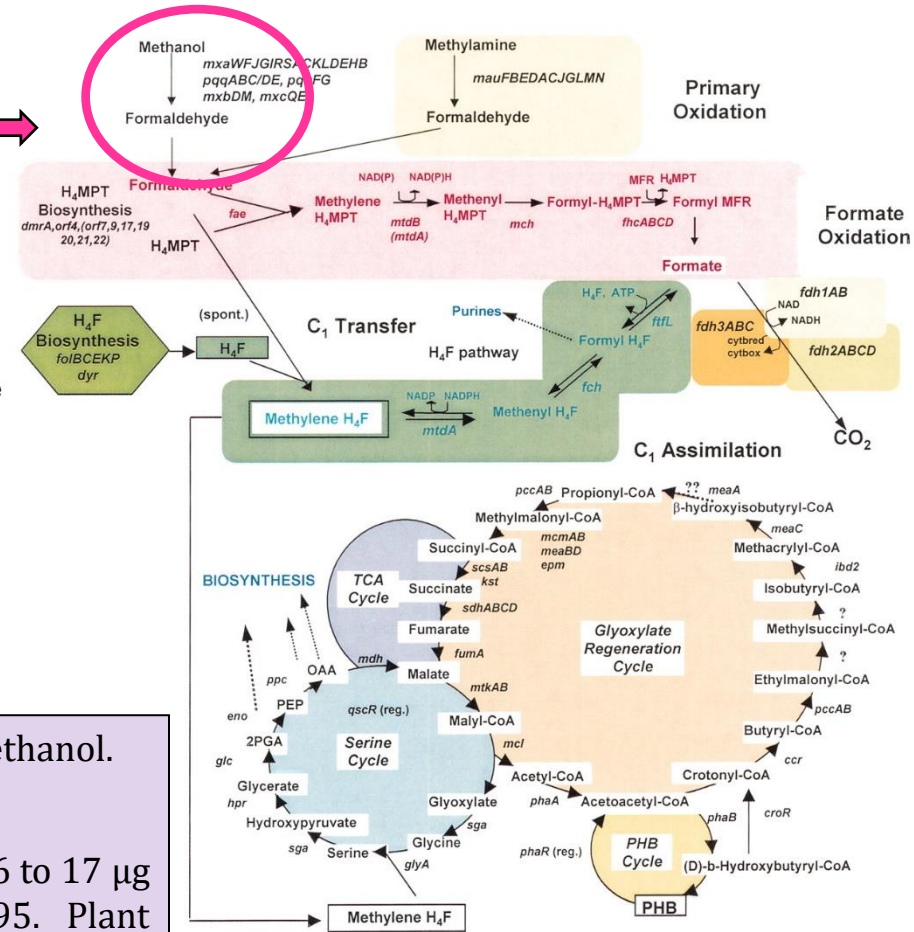 Methanol
mxaWFJGIRSACKLDEHB
pqqABC/DE, pqqFG
mxbDM, mxcQE
Formaldehyde
Methylamine
mauFBEDACJGLMN
Formaldehyde
Primary
Oxidation
H₄MPT
Biosynthesis
dmrA,orf4,(orf7,9,17,19
20,21,22)
Formaldehyde
fae
H₄MPT
Methylene
H₄MPT
NAD(P) NAD(P)H
mtdB
(mtdA)
Methenyl
H₄MPT
mch
Formyl-H₄MPT
MFR H₄MPT
fhcABCD
Formyl MFR
Formate
Formate
Oxidation
H₄F
Biosynthesis
folBCEKP
dyr
(spont.)
H₄F
C₁ Transfer
Purines
H₄F pathway
H₄F, ATP
ftfL
Formyl H₄F
fch
Methylene H₄F
NADP NADPH
mtdA
Methenyl H₄F
fdh1AB
NAD
NADH
fdh3ABC
cytbred
cytbox
fdh2ABCD
CO₂
C₁ Assimilation
e
BIOSYNTHESIS
TCA
Cycle
Succinyl-CoA
scsAB
kst
Succinate
sdhABCD
Fumarate
fumA
Malate
mdh
OAA
ppc
PEP
eno
2PGA
glc
Glycerate
hpr
Hydroxypyruvate
sga
Serine
glyA
Glycine
sga
Glyoxylate
qscR (reg.)
Serine
Cycle
mtkAB
Malyl-CoA
mcl
Acetyl-CoA
phaA
Acetoacetyl-CoA
Methylene H₄F
pccAB
Propionyl-CoA
?? meaA
β-hydroxyisobutyryl-CoA
Methylmalonyl-CoA
mcmAB
meaBD
epm
meaC
Methacrylyl-CoA
ibd2
Isobutyryl-CoA
?
Methylsuccinyl-CoA
?
Ethylmalonyl-CoA
pccAB
Butyryl-CoA
ccr
Crotonyl-CoA
croR
Glyoxylate
Regeneration
Cycle
phaB
phaR (reg.)
PHB
Cycle
(D)-b-Hydroxybutyryl-CoA
PHB
ethanol.
6 to 17 µg
95. Plant